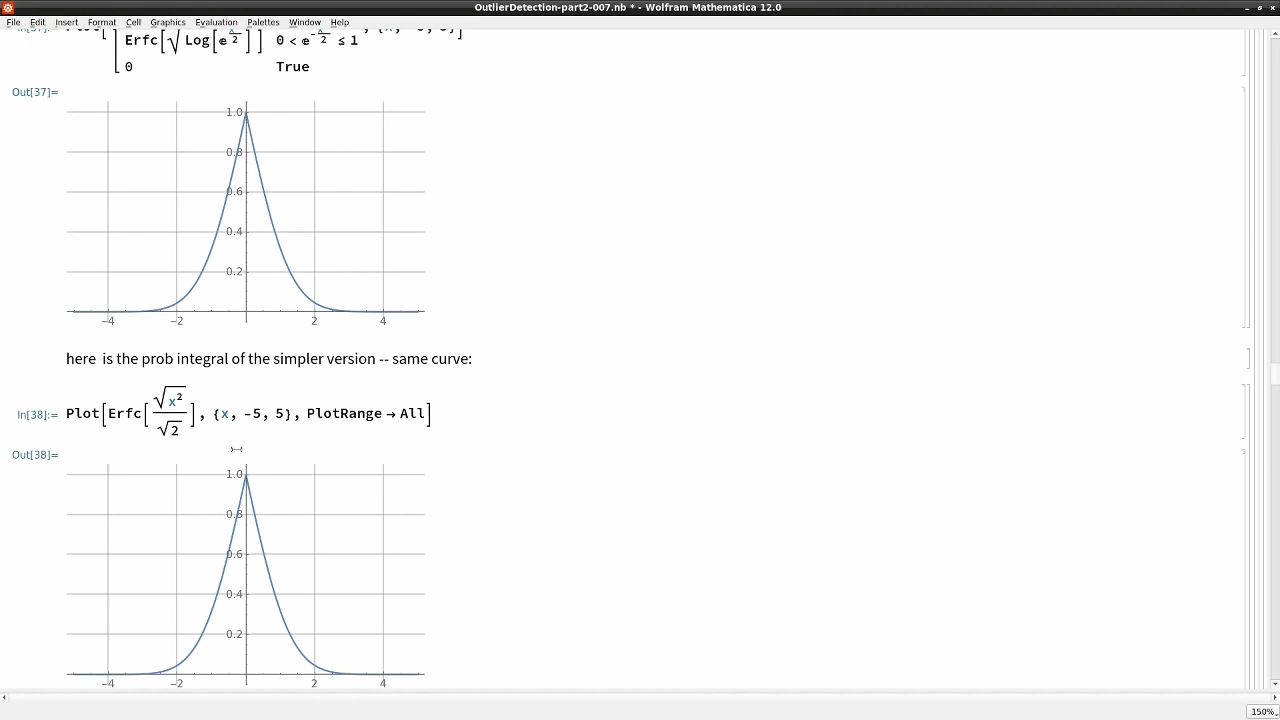 OutlierDetection-part2-007.nb * - Wolfram Mathematica 12.0
File Edit Insert Format Cell Graphics Evaluation Palettes Window Help
Erfc[√Log[ⅇ^(x²/2)]] 0 < ⅇ^(-x²/2) ≤ 1
0 True
Out[37]=
1.0
0.8
0.6
0.4
0.2
−4 −2 0 2 4
here is the prob integral of the simpler version -- same curve:
In[38]:= Plot[Erfc[√x²/√2], {x, -5, 5}, PlotRange → All]
Out[38]=
1.0
0.8
0.6
0.4
0.2
−4 −2 0 2 4
150%